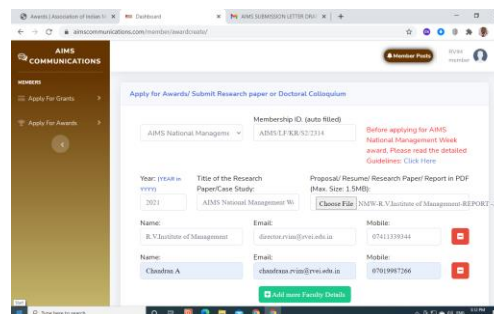 Awards | Association of Indian M
Dashboard
AIMS SUBMISSION LETTER DRA
aimscommunications.com/member/awardcreate/
AIMS
COMMUNICATIONS
Member Posts
RVIM
member
MEMBERS
Apply For Grants
Apply For Awards
Apply for Awards/ Submit Research paper or Doctoral Colloquium
Membership ID. (auto filled)
AIMS National Managem
AIMS/LF/KR/S2/2314
Before applying for AIMS
National Management Week
award, Please read the detailed
Guidelines: Click Here
Year: (YEAR in
YYYY)
Title of the Research
Paper/Case Study:
Proposal/ Resume/ Research Paper/ Report in PDF
(Max. Size: 1.5MB):
2021
AIMS National Management We
Choose File NMW-R.V.Institute of Management-REPORT
Name:
Email:
Mobile:
R.V.Institute of Management
director.rvim@rvei.edu.in
07411339344
Name:
Email:
Mobile:
Chandran A
chandrana.rvim@rvei.edu.in
07019987266
Add more Faculty Details
Start
Type here to search